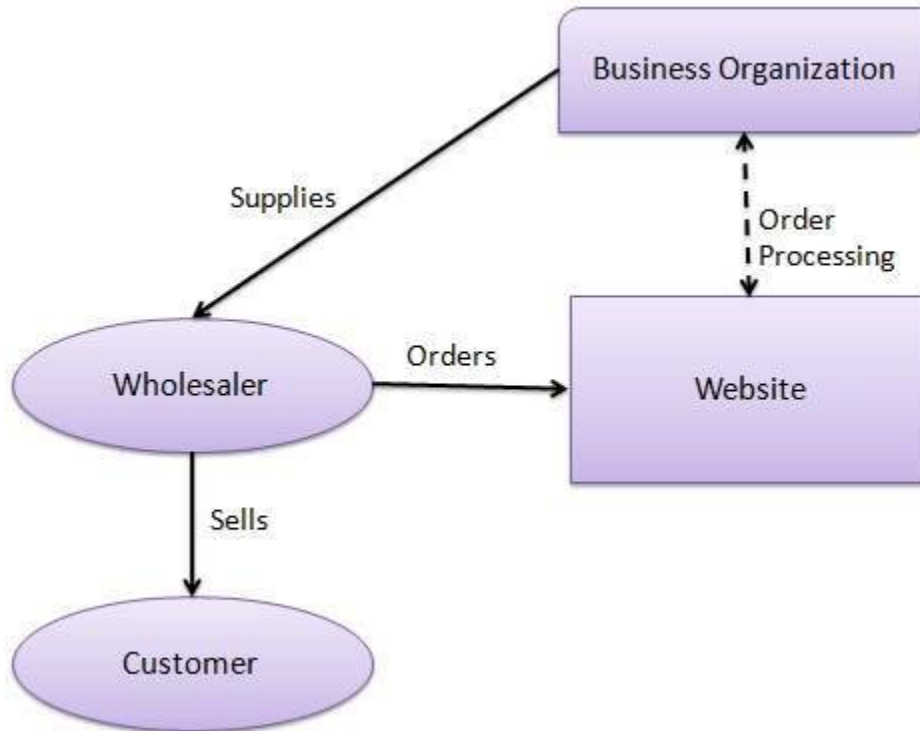 Business Organization
Supplies
Order
Processing
Orders
Wholesaler
Website
Sells
Customer